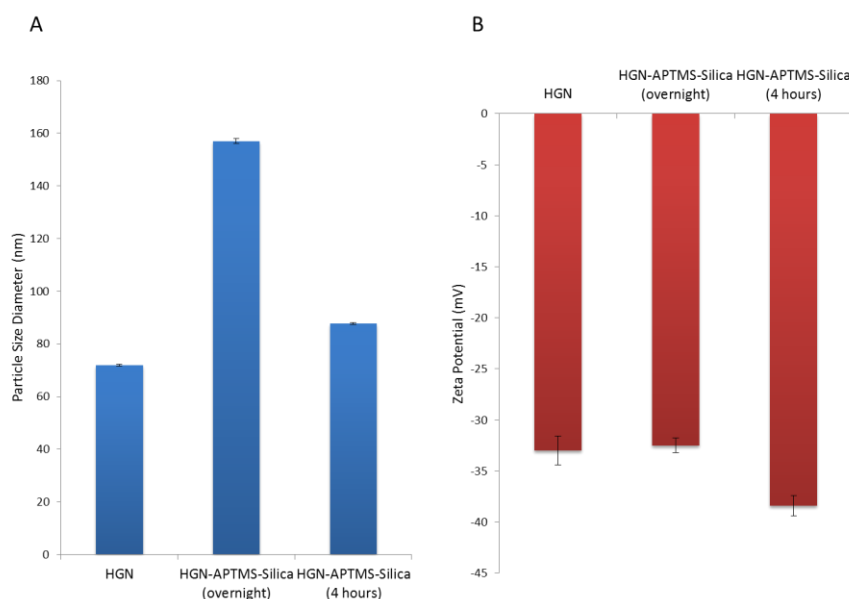 A
Particle Size Diameter (nm)
180
160
140
120
100
80
60
40
20
0
HGN
HGN-APTMS-Silica
(overnight)
HGN-APTMS-Silica
(4 hours)
B
HGN
HGN-APTMS-Silica
(overnight)
HGN-APTMS-Silica
(4 hours)
Zeta Potential (mV)
0
-5
-10
-15
-20
-25
-30
-35
-40
-45